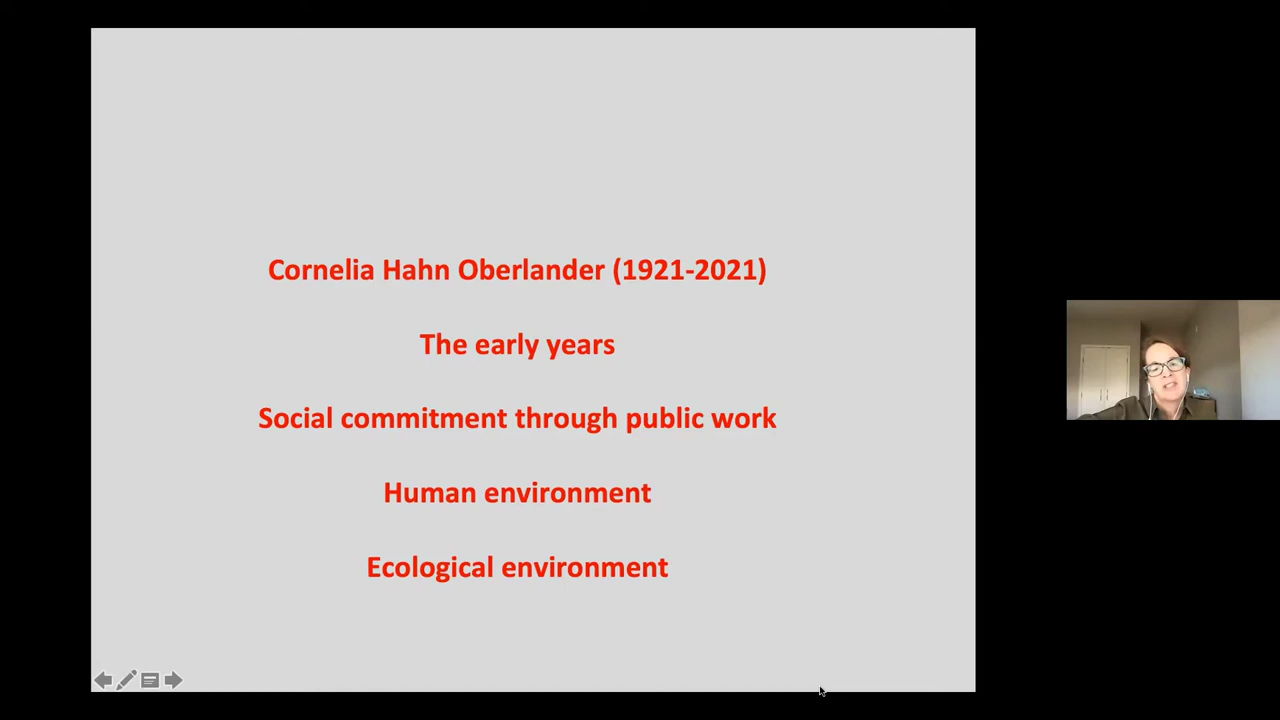 Cornelia Hahn Oberlander (1921-2021)
The early years
Social commitment through public work
Human environment
Ecological environment